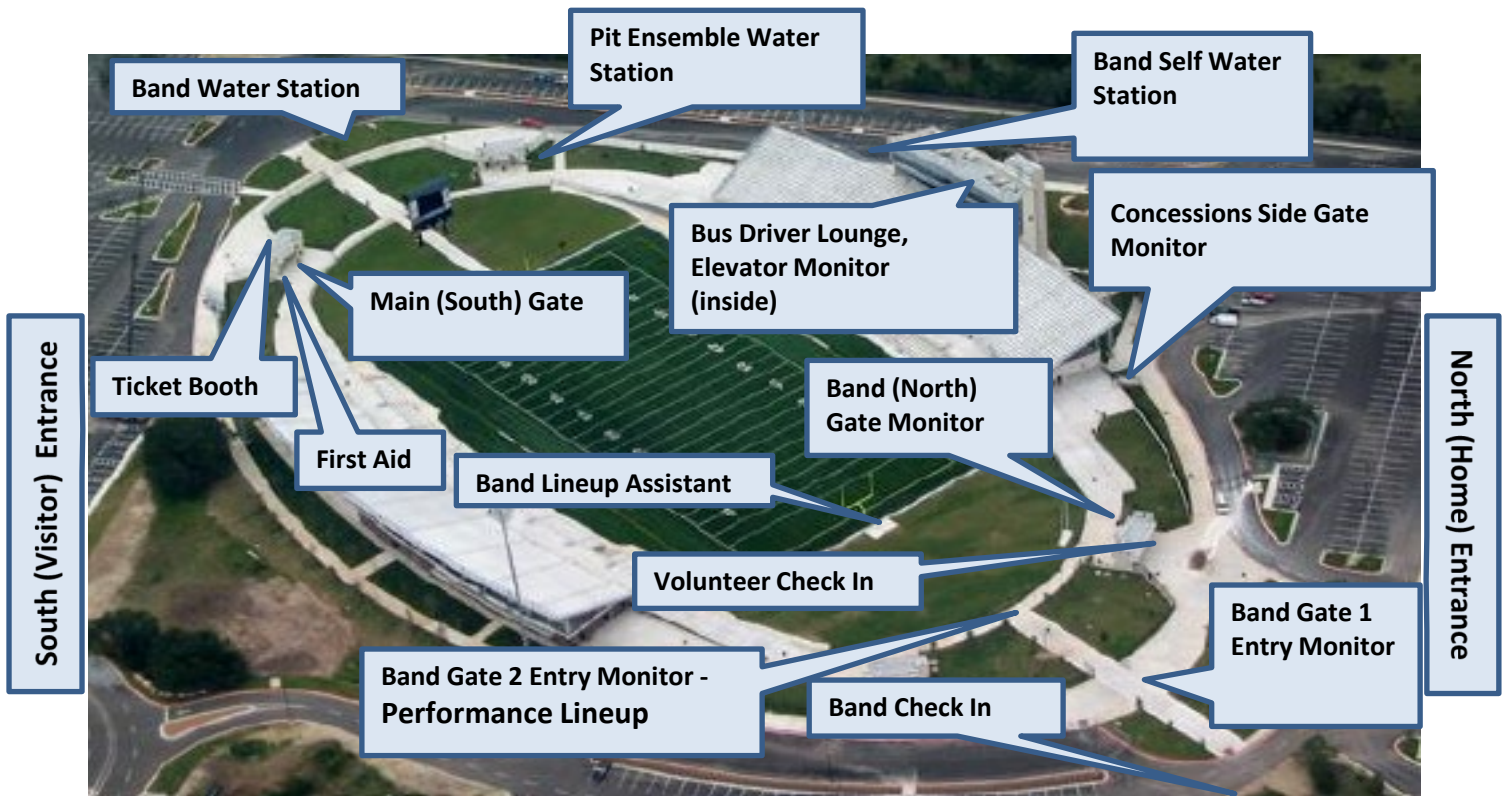 Pit Ensemble Water
Station
Band Self Water
Station
Band Water Station
Concessions Side Gate
Monitor
Bus Driver Lounge,
Elevator Monitor
(inside)
Main (South) Gate
Ticket Booth
First Aid
Band (North)
Gate Monitor
Band Lineup Assistant
Volunteer Check In
Band Gate 1
Entry Monitor
Band Gate 2 Entry Monitor -
Performance Lineup
Band Check In
South (Visitor) Entrance
North (Home) Entrance